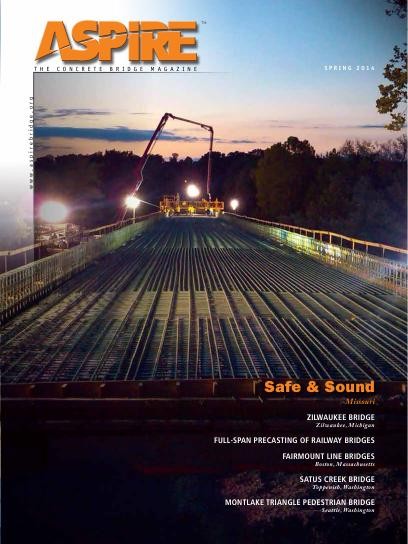 ASPIRE™
THE CONCRETE BRIDGE MAGAZINE
SPRING 2014
www.aspirebridge.org
Safe & Sound
Missouri
ZILWAUKEE BRIDGE
Zilwaukee, Michigan
FULL-SPAN PRECASTING OF RAILWAY BRIDGES
FAIRMOUNT LINE BRIDGES
Boston, Massachusetts
SATUS CREEK BRIDGE
Toppenish, Washington
MONTLAKE TRIANGLE PEDESTRIAN BRIDGE
Seattle, Washington